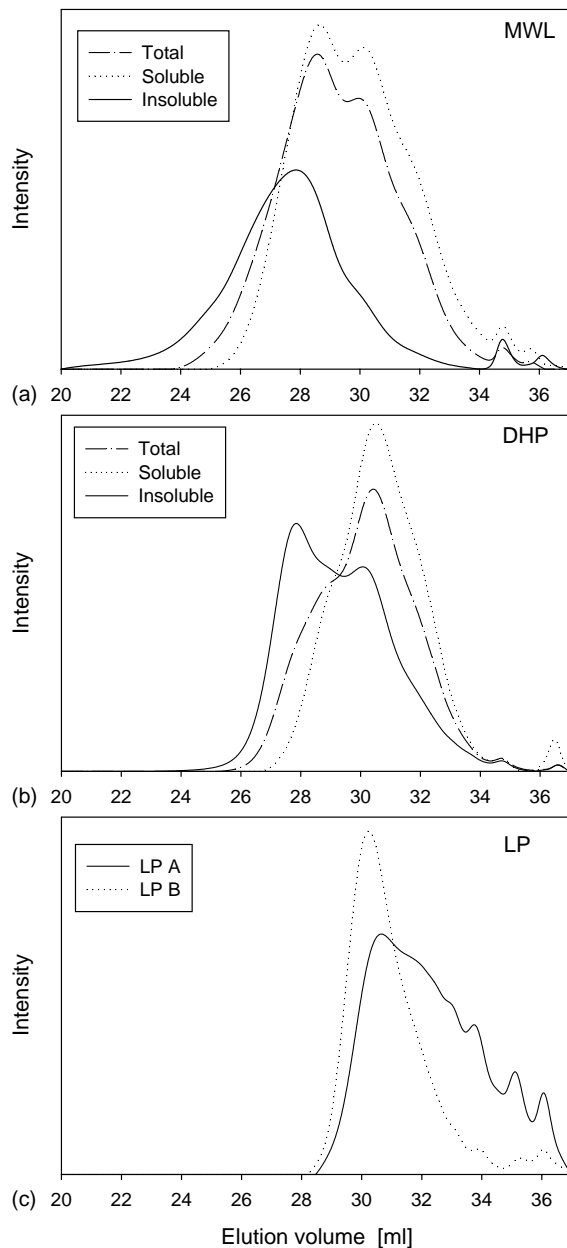 MWL
Total
Soluble
Insoluble
Intensity
(a) 20 22 24 26 28 30 32 34 36
DHP
Total
Soluble
Insoluble
Intensity
(b) 20 22 24 26 28 30 32 34 36
LP
LP A
LP B
Intensity
(c) 20 22 24 26 28 30 32 34 36
Elution volume [ml]